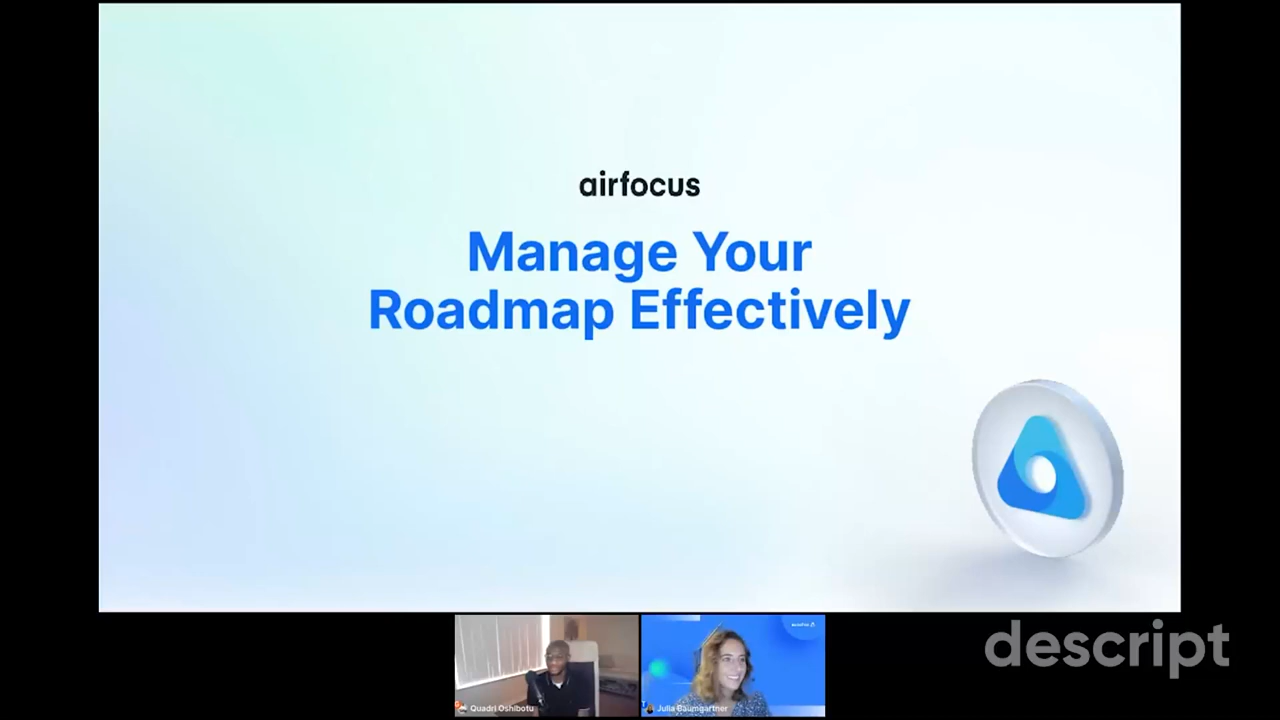 airfocus
Manage Your
Roadmap Effectively
descript
Quadri Oshibotu
Julia Baumgartner